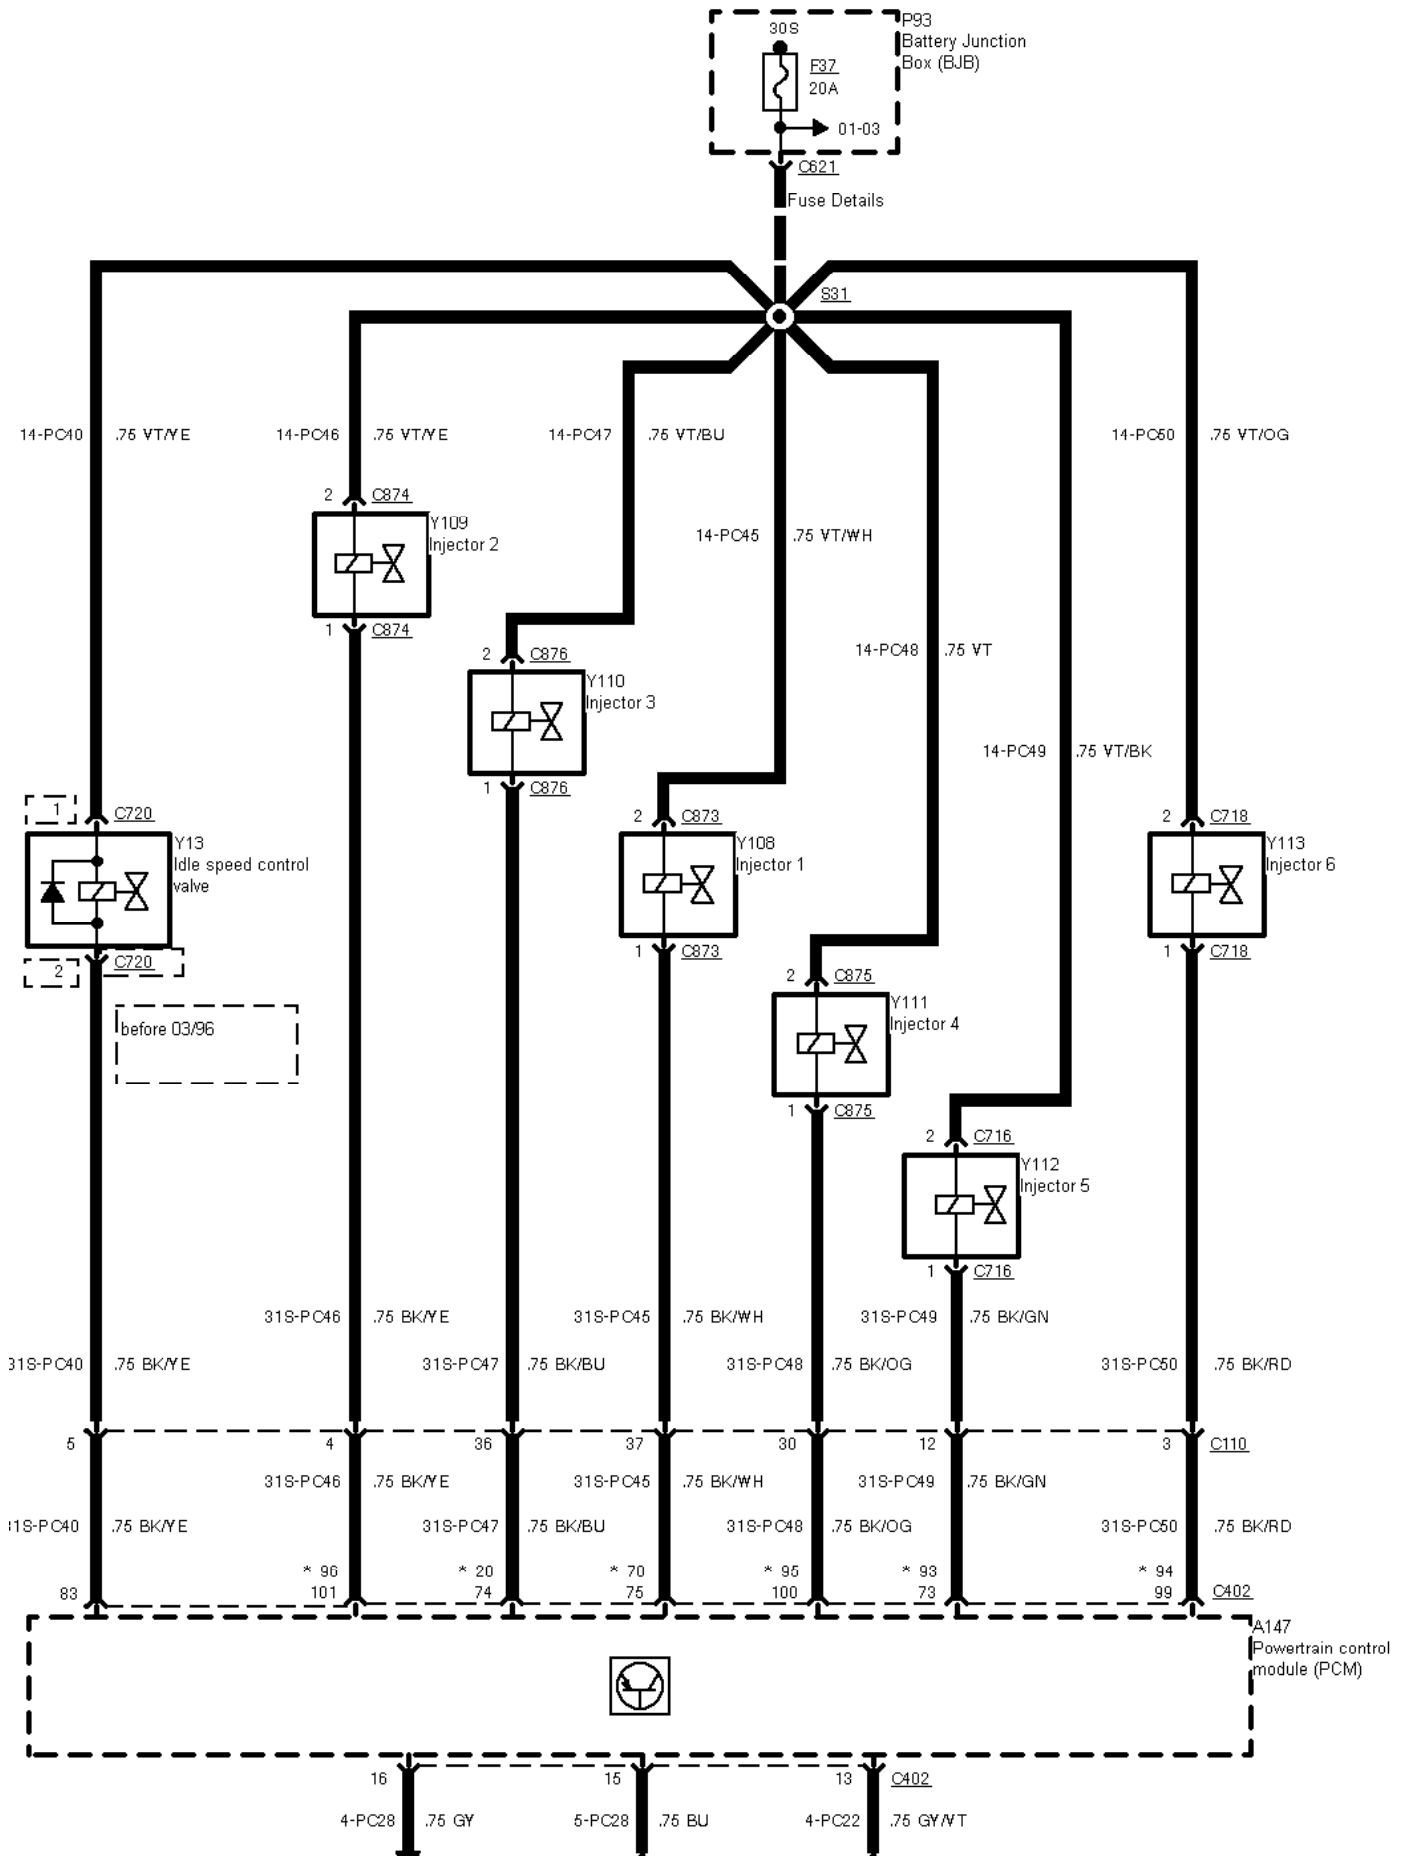 P93
30S
Battery Junction
Box (BJB)
F37
20A
01-03
C621
Fuse Details
S31
14-PC40 .75 VT/YE
14-PC46 .75 VT/YE
14-PC47 .75 VT/BU
14-PC50 .75 VT/OG
2 C874
Y109
Injector 2
14-PC45 .75 VT/WH
1 C874
2 C876
14-PC48 .75 VT
Y110
Injector 3
14-PC49 .75 VT/BK
1 C876
1 C720
2 C873
2 C718
Y13
Idle speed control
valve
Y108
Injector 1
Y113
Injector 6
1 C873
1 C718
2 C720
2 C875
Y111
Injector 4
before 03/96
1 C875
2 C716
Y112
Injector 5
1 C716
31S-PC46 .75 BK/YE
31S-PC45 .75 BK/WH
31S-PC49 .75 BK/GN
31S-PC40 .75 BK/YE
31S-PC47 .75 BK/BU
31S-PC48 .75 BK/OG
31S-PC50 .75 BK/RD
5 4 36 37 30 12 3 C110
31S-PC46 .75 BK/YE
31S-PC45 .75 BK/WH
31S-PC49 .75 BK/GN
31S-PC40 .75 BK/YE
31S-PC47 .75 BK/BU
31S-PC48 .75 BK/OG
31S-PC50 .75 BK/RD
* 96 * 20 * 70 * 95 * 93 * 94
83 101 74 75 100 73 99 C402
A147
Powertrain control
module (PCM)
16 15 13 C402
4-PC28 .75 GY
5-PC28 .75 BU
4-PC22 .75 GY/VT